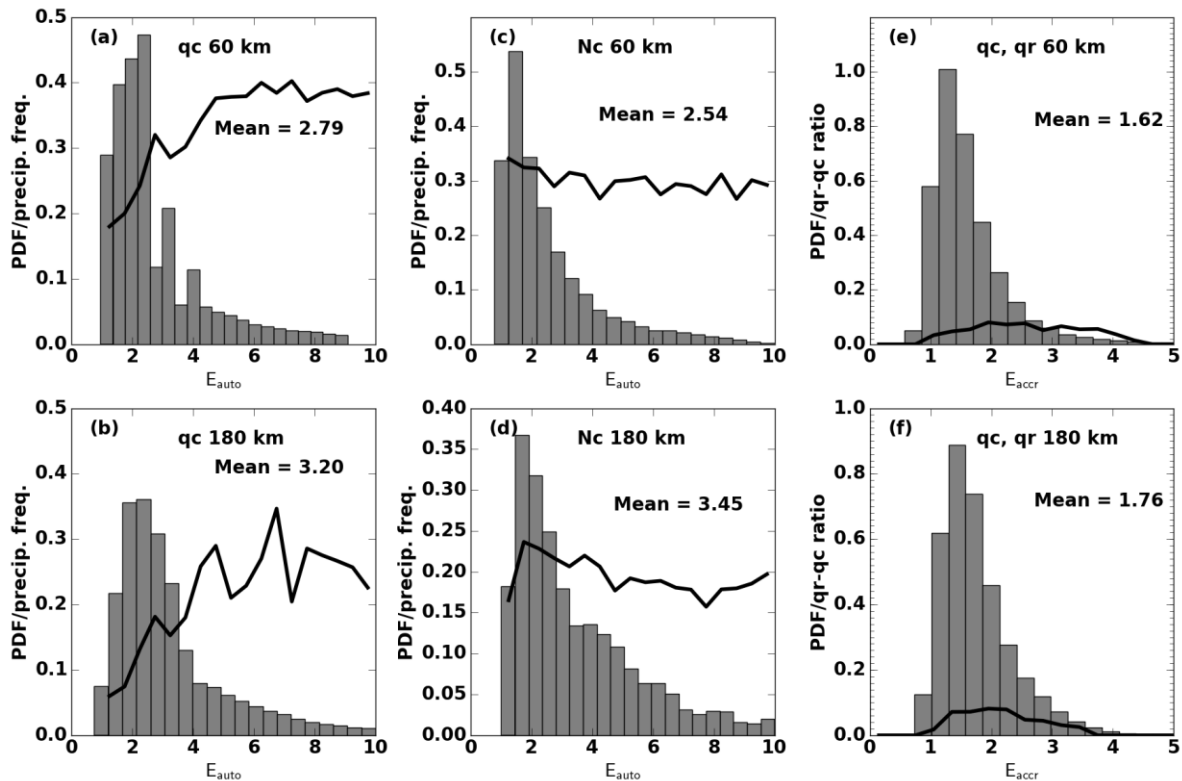 (a)
qc 60 km
Mean = 2.79
PDF/precip. freq.
0.5
0.4
0.3
0.2
0.1
0.0
0 2 4 6 8 10
E_auto
(c)
Nc 60 km
Mean = 2.54
PDF/precip. freq.
0.5
0.4
0.3
0.2
0.1
0.0
0 2 4 6 8 10
E_auto
(e)
qc, qr 60 km
Mean = 1.62
PDF/qr-qc ratio
1.0
0.8
0.6
0.4
0.2
0.0
0 1 2 3 4 5
E_accr
(b)
qc 180 km
Mean = 3.20
PDF/precip. freq.
0.5
0.4
0.3
0.2
0.1
0.0
0 2 4 6 8 10
E_auto
(d)
Nc 180 km
Mean = 3.45
PDF/precip. freq.
0.40
0.35
0.30
0.25
0.20
0.15
0.10
0.05
0.00
0 2 4 6 8 10
E_auto
(f)
qc, qr 180 km
Mean = 1.76
PDF/qr-qc ratio
1.0
0.8
0.6
0.4
0.2
0.0
0 1 2 3 4 5
E_accr